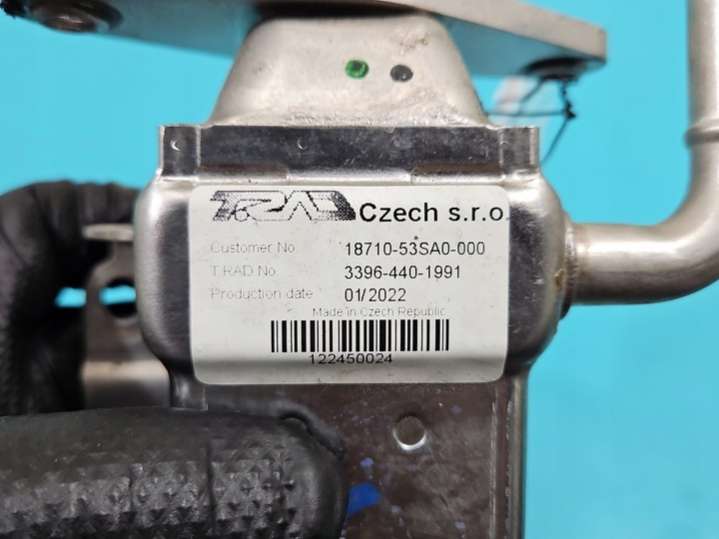 TRAD Czech s.r.o.
Customer No. 18710-53SA0-000
T.RAD No. 3396-440-1991
Production date 01/2022
Made in Czech Republic
122450024